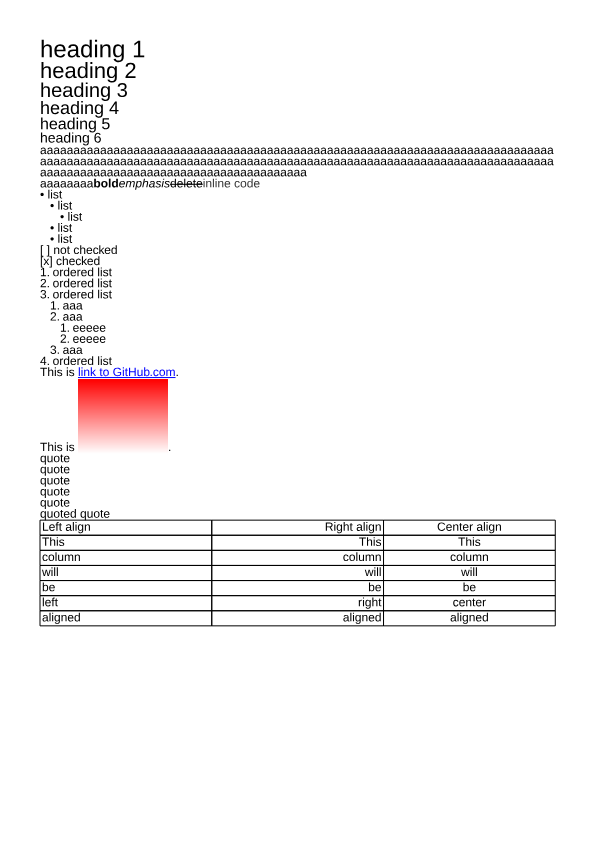 heading 1
heading 2
heading 3
heading 4
heading 5
heading 6
aaaaaaaaaaaaaaaaaaaaaaaaaaaaaaaaaaaaaaaaaaaaaaaaaaaaaaaaaaaaaaaaaaaaaaaaaaaaa
aaaaaaaaaaaaaaaaaaaaaaaaaaaaaaaaaaaaaaaaaaaaaaaaaaaaaaaaaaaaaaaaaaaaaaaaaaaaa
aaaaaaaaaaaaaaaaaaaaaaaaaaaaaaaaaaaaaaaa
aaaaaaaaboldemphasisdeleteinline code
• list
• list
• list
• list
• list
[ ] not checked
[x] checked
1. ordered list
2. ordered list
3. ordered list
1. aaa
2. aaa
1. eeeee
2. eeeee
3. aaa
4. ordered list
This is link to GitHub.com.
This is .
quote
quote
quote
quote
quote
quoted quote
Left align Right align Center align
This This This
column column column
will will will
be be be
left right center
aligned aligned aligned